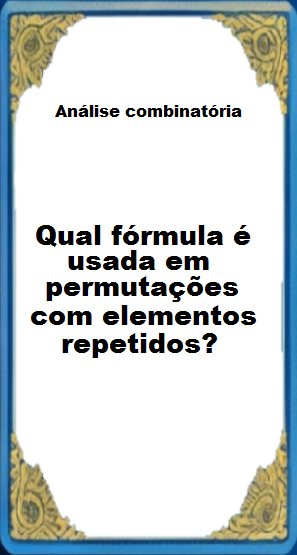 Análise combinatória
Qual fórmula é
usada em
permutações
com elementos
repetidos?